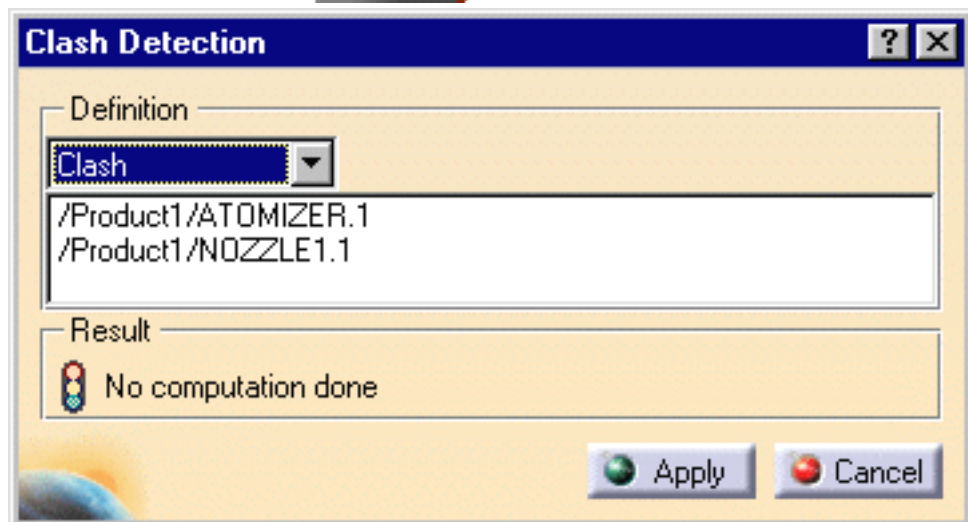 Clash Detection
Definition
Clash
/Product1/ATOMIZER.1
/Product1/NOZZLE1.1
Result
No computation done
Apply Cancel